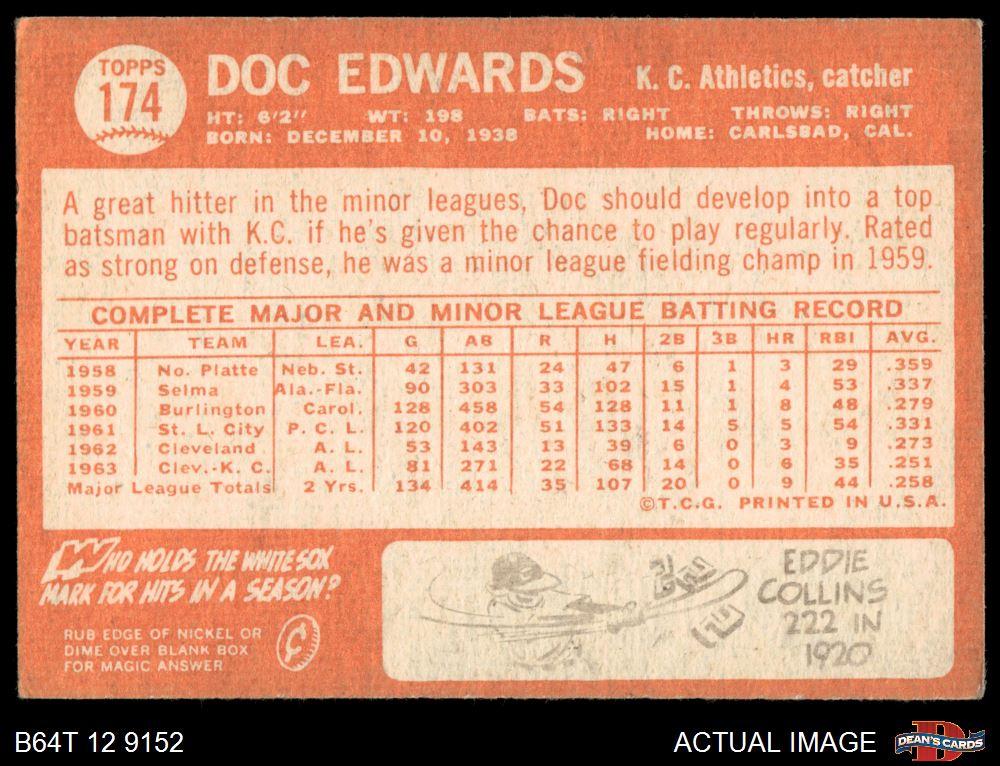 TOPPS
174
DOC EDWARDS K. C. Athletics, catcher
HT: 6'2" WT: 198 BATS: RIGHT THROWS: RIGHT
BORN: DECEMBER 10, 1938 HOME: CARLSBAD, CAL.
A great hitter in the minor leagues, Doc should develop into a top
batsman with K.C. if he's given the chance to play regularly. Rated
as strong on defense, he was a minor league fielding champ in 1959.
COMPLETE MAJOR AND MINOR LEAGUE BATTING RECORD
YEAR TEAM LEA. G AB R H 2B 3B HR RBI AVG.
1958 No. Platte Neb. St. 42 131 24 47 6 1 3 29 .359
1959 Selma Ala.-Fla. 90 303 33 102 15 1 4 53 .337
1960 Burlington Carol. 128 458 54 128 11 1 8 48 .279
1961 St. L. City P. C. L. 120 402 51 133 14 5 5 54 .331
1962 Cleveland A. L. 53 143 13 39 6 0 3 9 .273
1963 Clev.-K. C. A. L. 81 271 22 68 14 0 6 35 .251
Major League Totals 2 Yrs. 134 414 35 107 20 0 9 44 .258
©T.C.G. PRINTED IN U.S.A.
WHO HOLDS THE WHITE SOX
MARK FOR HITS IN A SEASON?
RUB EDGE OF NICKEL OR
DIME OVER BLANK BOX
FOR MAGIC ANSWER
EDDIE
COLLINS
222 IN
1920
B64T 12 9152 ACTUAL IMAGE DEAN'S CARDS